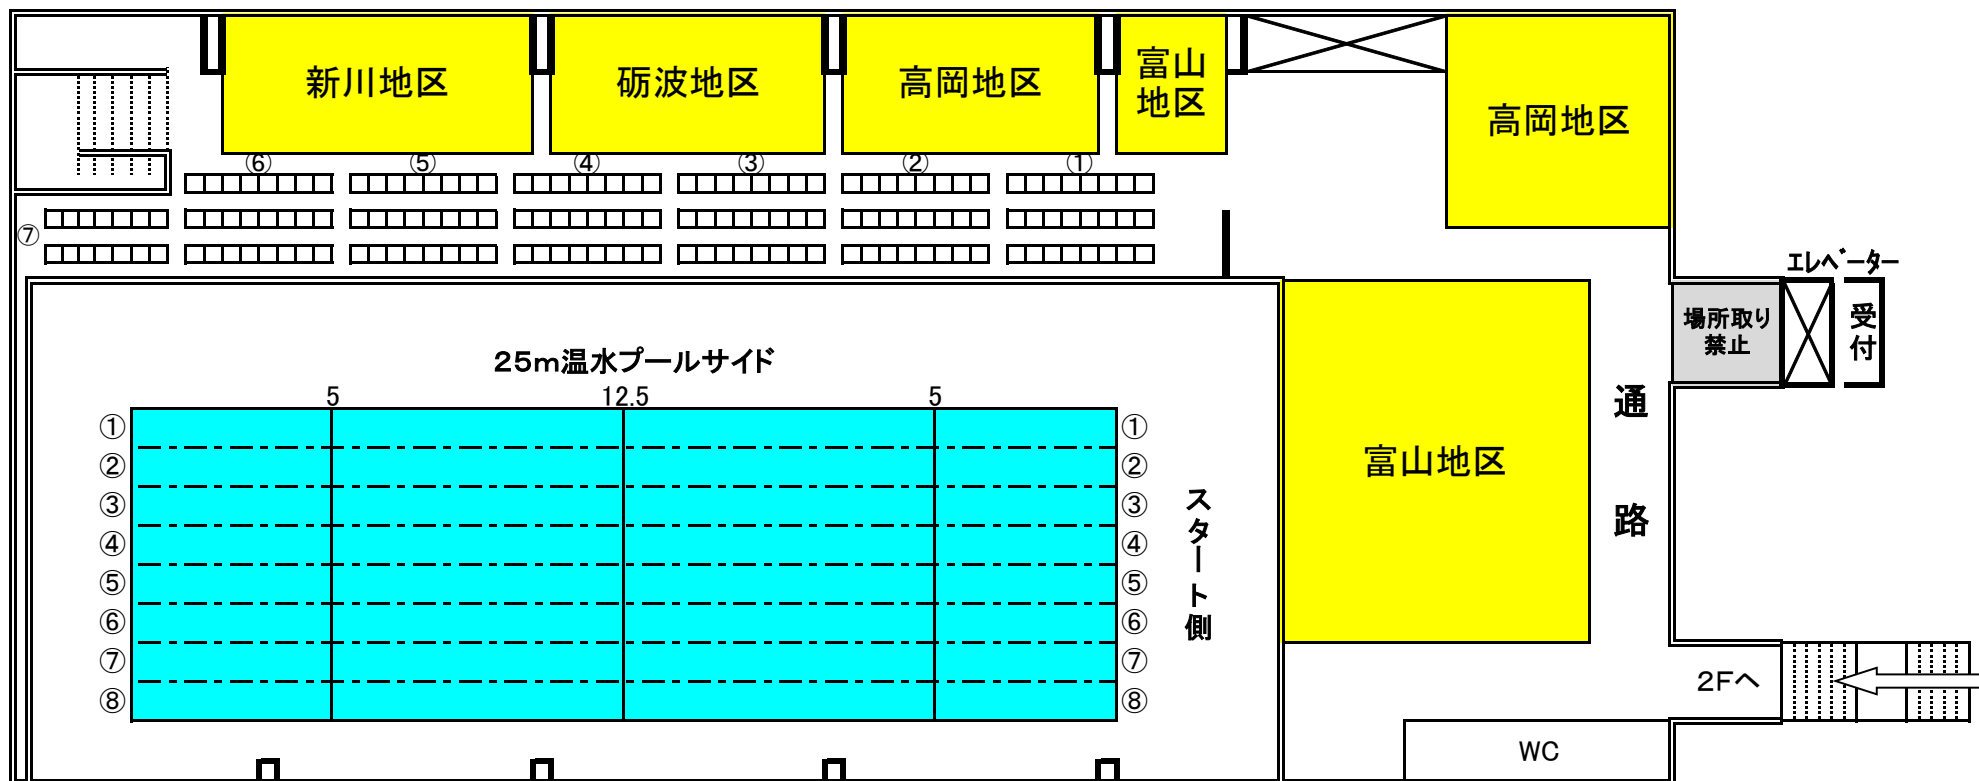 新川地区
砺波地区
高岡地区
富山
地区
高岡地区
⑥ ⑤ ④ ③ ② ①
⑦
エレベーター
場所取り
禁止
受付
25m温水プールサイド
5 12.5 5
① ①
② ②
③ ③
④ ④
⑤ ⑤
⑥ ⑥
⑦ ⑦
⑧ ⑧
スタート側
富山地区
通路
2Fへ
WC